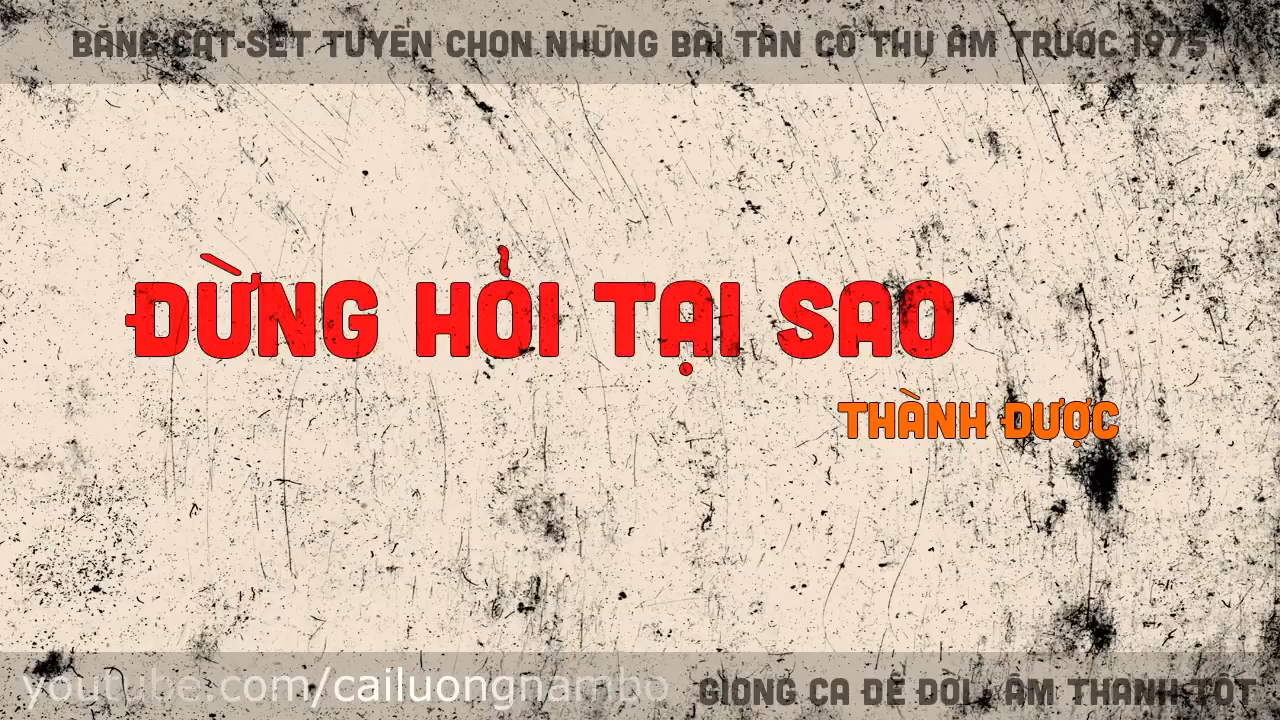 BĂNG CÁT-SÉT TUYỂN CHỌN NHỮNG BÀI TÂN CỔ THU ÂM TRƯỚC 1975
ĐỪNG HỎI TẠI SAO
THÀNH ĐƯỢC
youtube.com/cailuongnambo
GIỌNG CA ĐỂ ĐỜI, ÂM THANH TỐT